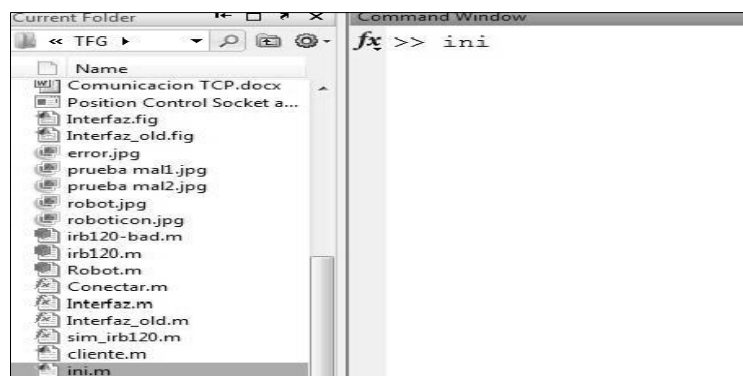 Current Folder
« TFG
Name
Comunicacion TCP.docx
Position Control Socket a...
Interfaz.fig
Interfaz_old.fig
error.jpg
prueba mal1.jpg
prueba mal2.jpg
robot.jpg
roboticon.jpg
irb120-bad.m
irb120.m
Robot.m
Conectar.m
Interfaz.m
Interfaz_old.m
sim_irb120.m
cliente.m
ini.m
Command Window
fx >> ini